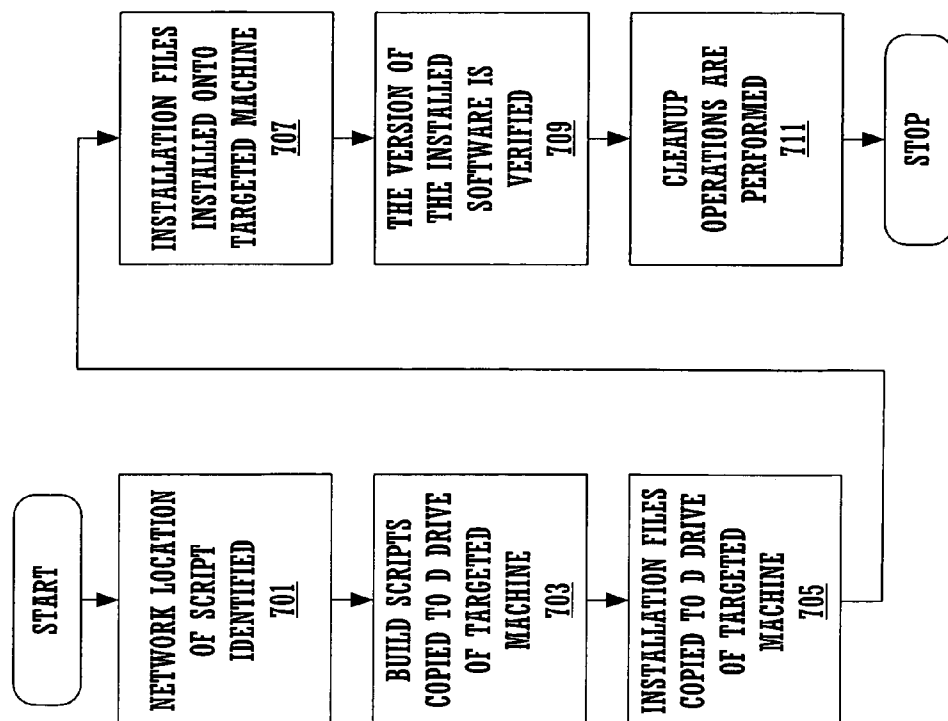 START
NETWORK LOCATION
OF SCRIPT
IDENTIFIED
701
BUILD SCRIPTS
COPIED TO D DRIVE
OF TARGETED
MACHINE
703
INSTALLATION FILES
COPIED TO D DRIVE
OF TARGETED
MACHINE
705
INSTALLATION FILES
INSTALLED ONTO
TARGETED MACHINE
707
THE VERSION OF
THE INSTALLED
SOFTWARE IS
VERIFIED
709
CLEANUP
OPERATIONS ARE
PERFORMED
711
STOP